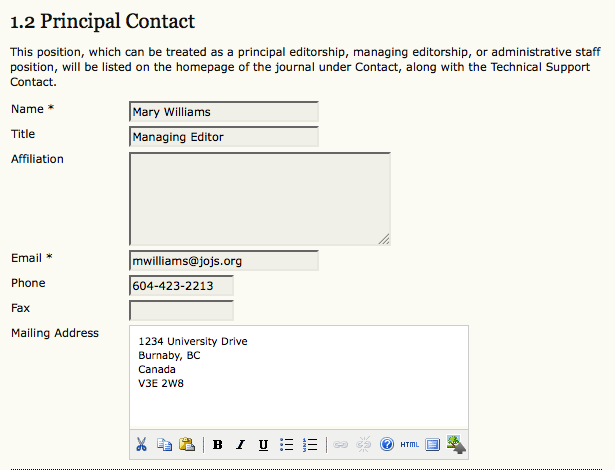 1.2 Principal Contact
This position, which can be treated as a principal editorship, managing editorship, or administrative staff
position, will be listed on the homepage of the journal under Contact, along with the Technical Support
Contact.
Name * Mary Williams
Title Managing Editor
Affiliation
Email * mwilliams@jojs.org
Phone 604-423-2213
Fax
Mailing Address
1234 University Drive
Burnaby, BC
Canada
V3E 2W8
B I U HTML